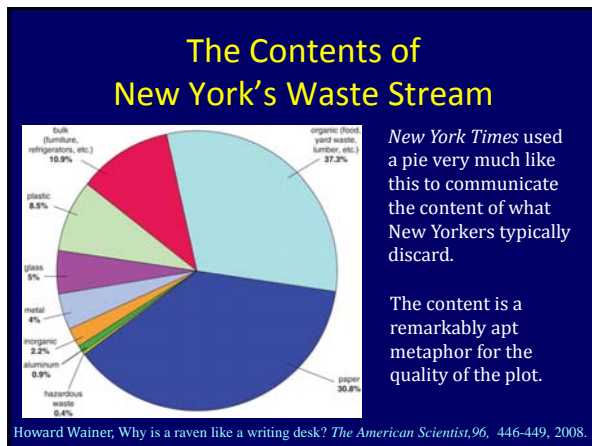 The Contents of
New York's Waste Stream
bulk
(furniture,
refrigerators, etc.)
10.9%
organic (food,
yard waste,
lumber, etc.)
37.3%
plastic
8.5%
glass
5%
metal
4%
inorganic
2.2%
aluminum
0.9%
hazardous
waste
0.4%
paper
30.8%
New York Times used
a pie very much like
this to communicate
the content of what
New Yorkers typically
discard.
The content is a
remarkably apt
metaphor for the
quality of the plot.
Howard Wainer, Why is a raven like a writing desk? The American Scientist,96, 446-449, 2008.